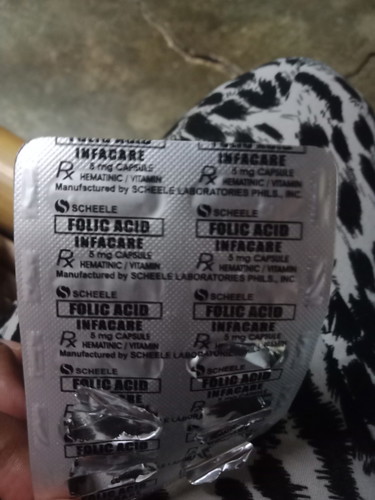 FOLIC ACID FOLIC ACID
INFACARE INFACARE
Rx 5 mg CAPSULE Rx 5 mg CAPSULE
HEMATINIC / VITAMIN HEMATINIC / VITAMIN
Manufactured by SCHEELE LABORATORIES PHILS., INC.
SCHEELE SCHEELE
FOLIC ACID FOLIC ACID
INFACARE INFACARE
Rx 5 mg CAPSULE Rx 5 mg CAPSULE
HEMATINIC / VITAMIN HEMATINIC / VITAMIN
Manufactured by SCHEELE LABORATORIES PHILS., INC.
SCHEELE SCHEELE
FOLIC ACID FOLIC ACID
INFACARE INFACARE
Rx 5 mg CAPSULE Rx 5 mg CAPSULE
HEMATINIC / VITAMIN
Manufactured by SCHEELE
SCHEELE SCHEELE
FOLIC ACID FOLIC ACID
FOLIC ACID